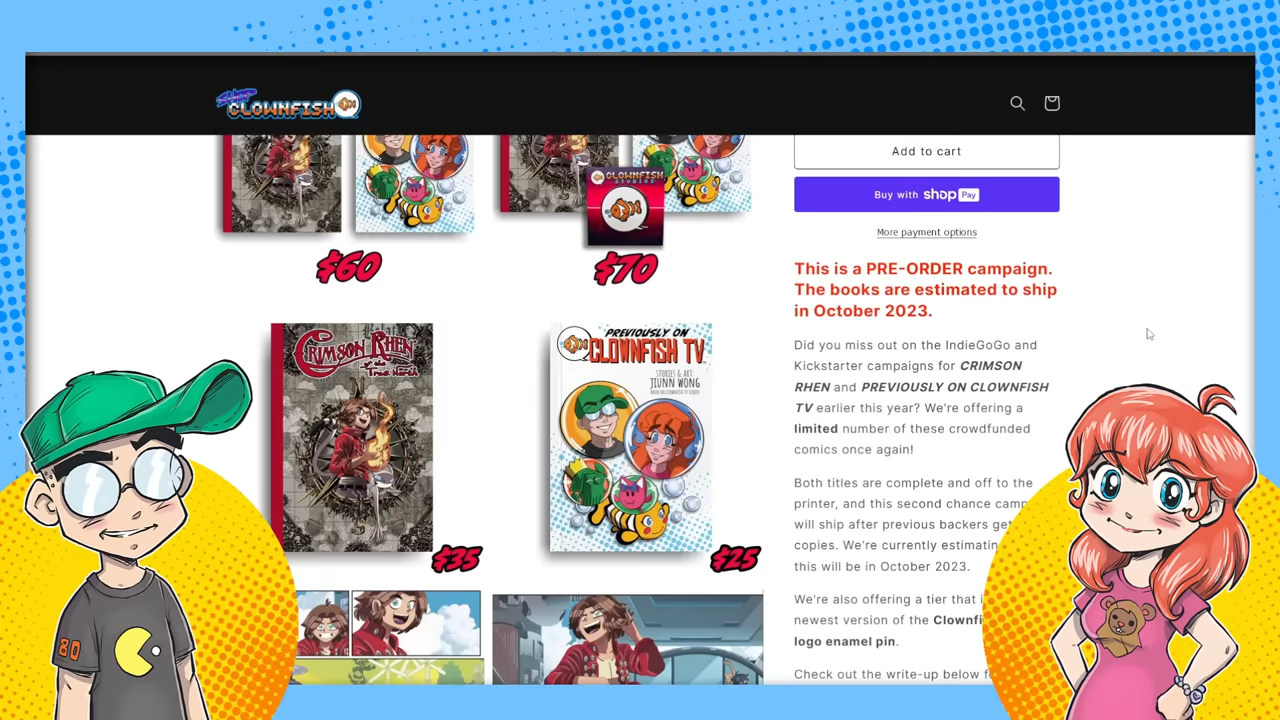 CLOWNFISH
Add to cart
Buy with shop Pay
More payment options
CLOWNFISH
STUDIOS
$60
$70
This is a PRE-ORDER campaign.
The books are estimated to ship
in October 2023.
CRIMSON RHEN
of the True North
$35
PREVIOUSLY ON
CLOWNFISH TV
STORIES & ART
JIUNN WONG
$25
Did you miss out on the IndieGoGo and
Kickstarter campaigns for CRIMSON
RHEN and PREVIOUSLY ON CLOWNFISH
TV earlier this year? We're offering a
limited number of these crowdfunded
comics once again!
Both titles are complete and off to the
printer, and this second chance camp
will ship after previous backers get
copies. We're currently estimatin
this will be in October 2023.
We're also offering a tier that i
newest version of the Clownfi
logo enamel pin.
Check out the write-up below f
80